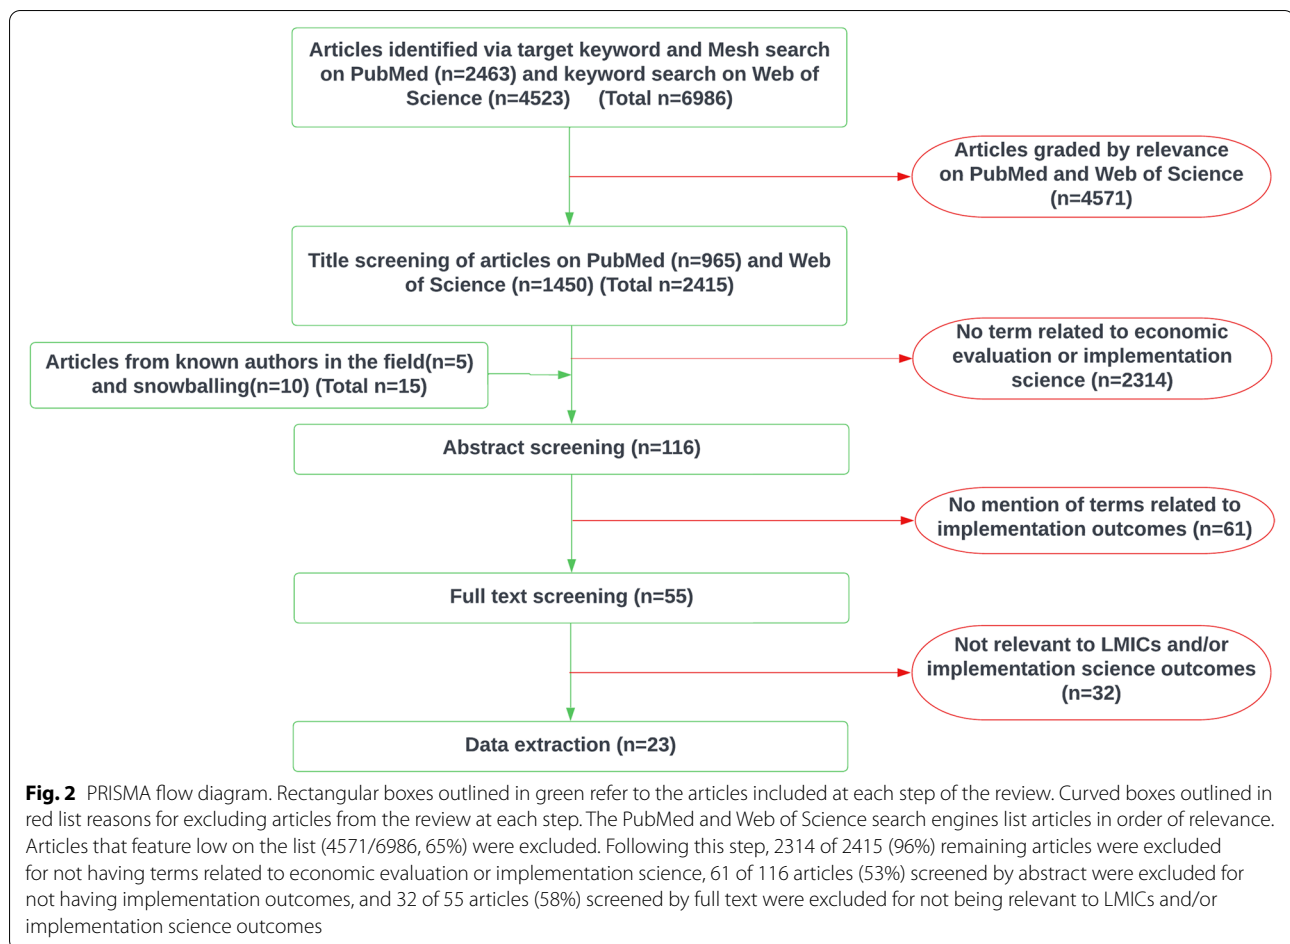 Articles identified via target keyword and Mesh search
on PubMed (n=2463) and keyword search on Web of
Science (n=4523) (Total n=6986)
Articles graded by relevance
on PubMed and Web of Science
(n=4571)
Title screening of articles on PubMed (n=965) and Web
of Science (n=1450) (Total n=2415)
No term related to economic
evaluation or implementation
science (n=2314)
Articles from known authors in the field(n=5)
and snowballing(n=10) (Total n=15)
Abstract screening (n=116)
No mention of terms related to
implementation outcomes (n=61)
Full text screening (n=55)
Not relevant to LMICs and/or
implementation science outcomes
(n=32)
Data extraction (n=23)
Fig. 2 PRISMA flow diagram. Rectangular boxes outlined in green refer to the articles included at each step of the review. Curved boxes outlined in
red list reasons for excluding articles from the review at each step. The PubMed and Web of Science search engines list articles in order of relevance.
Articles that feature low on the list (4571/6986, 65%) were excluded. Following this step, 2314 of 2415 (96%) remaining articles were excluded
for not having terms related to economic evaluation or implementation science, 61 of 116 articles (53%) screened by abstract were excluded for
not having implementation outcomes, and 32 of 55 articles (58%) screened by full text were excluded for not being relevant to LMICs and/or
implementation science outcomes